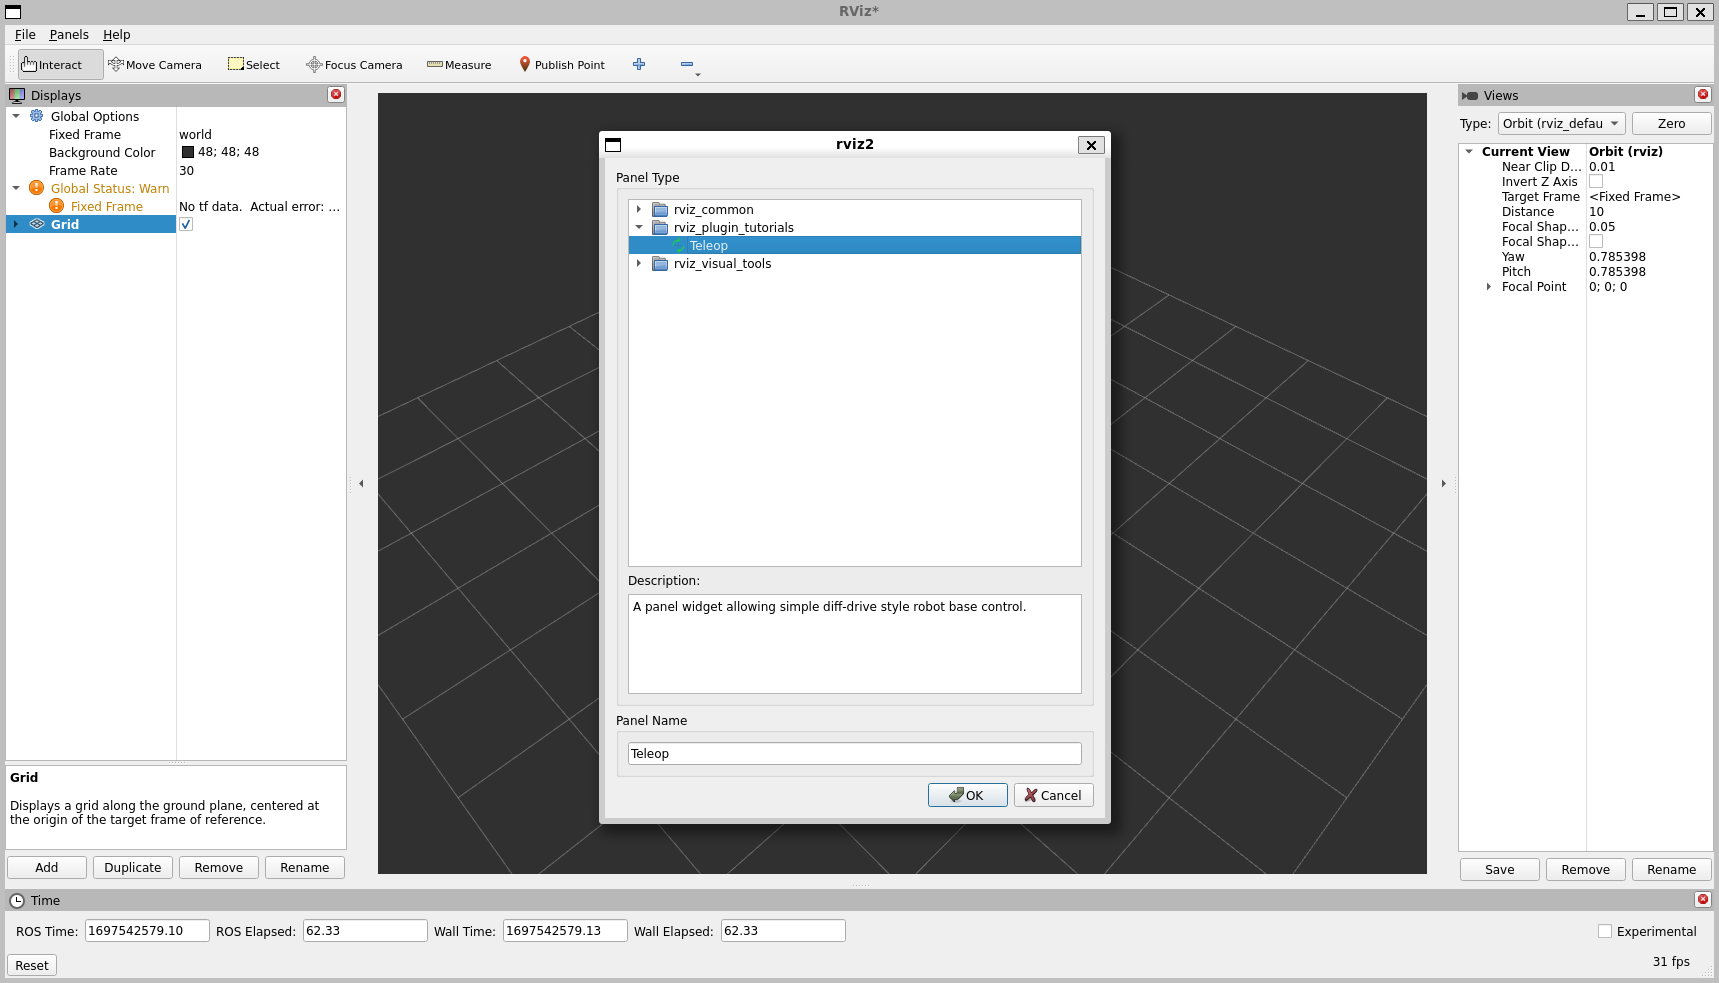 RViz*
File Panels Help
Interact Move Camera Select Focus Camera Measure Publish Point
Displays
Global Options
Fixed Frame world
Background Color 48; 48; 48
Frame Rate 30
Global Status: Warn
Fixed Frame No tf data. Actual error: ...
Grid
Grid
Displays a grid along the ground plane, centered at
the origin of the target frame of reference.
Add Duplicate Remove Rename
rviz2
Panel Type
rviz_common
rviz_plugin_tutorials
Teleop
rviz_visual_tools
Description:
A panel widget allowing simple diff-drive style robot base control.
Panel Name
Teleop
OK Cancel
Views
Type: Orbit (rviz_defau Zero
Current View Orbit (rviz)
Near Clip D... 0.01
Invert Z Axis
Target Frame <Fixed Frame>
Distance 10
Focal Shap... 0.05
Focal Shap...
Yaw 0.785398
Pitch 0.785398
Focal Point 0; 0; 0
Save Remove Rename
Time
ROS Time: 1697542579.10 ROS Elapsed: 62.33 Wall Time: 1697542579.13 Wall Elapsed: 62.33 Experimental
Reset 31 fps